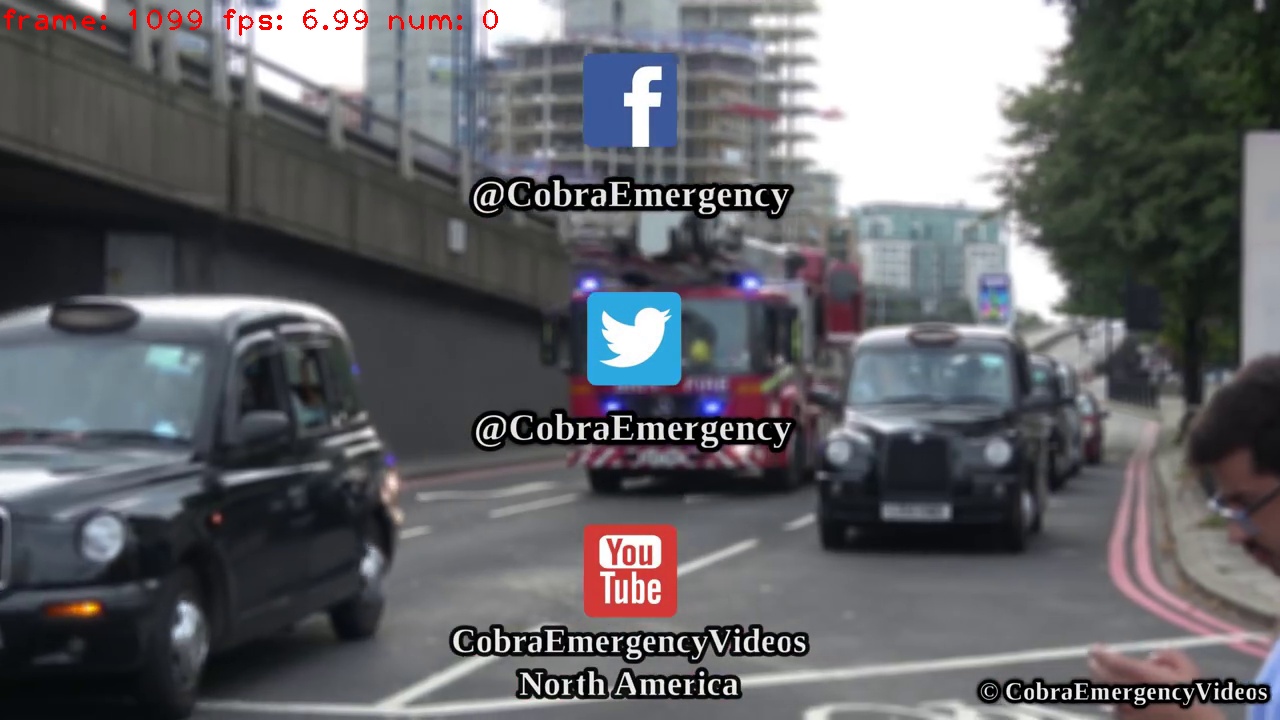 frame: 1099 fps: 6.99 num: 0
f
@CobraEmergency
@CobraEmergency
You
Tube
CobraEmergencyVideos
North America
© CobraEmergencyVideos